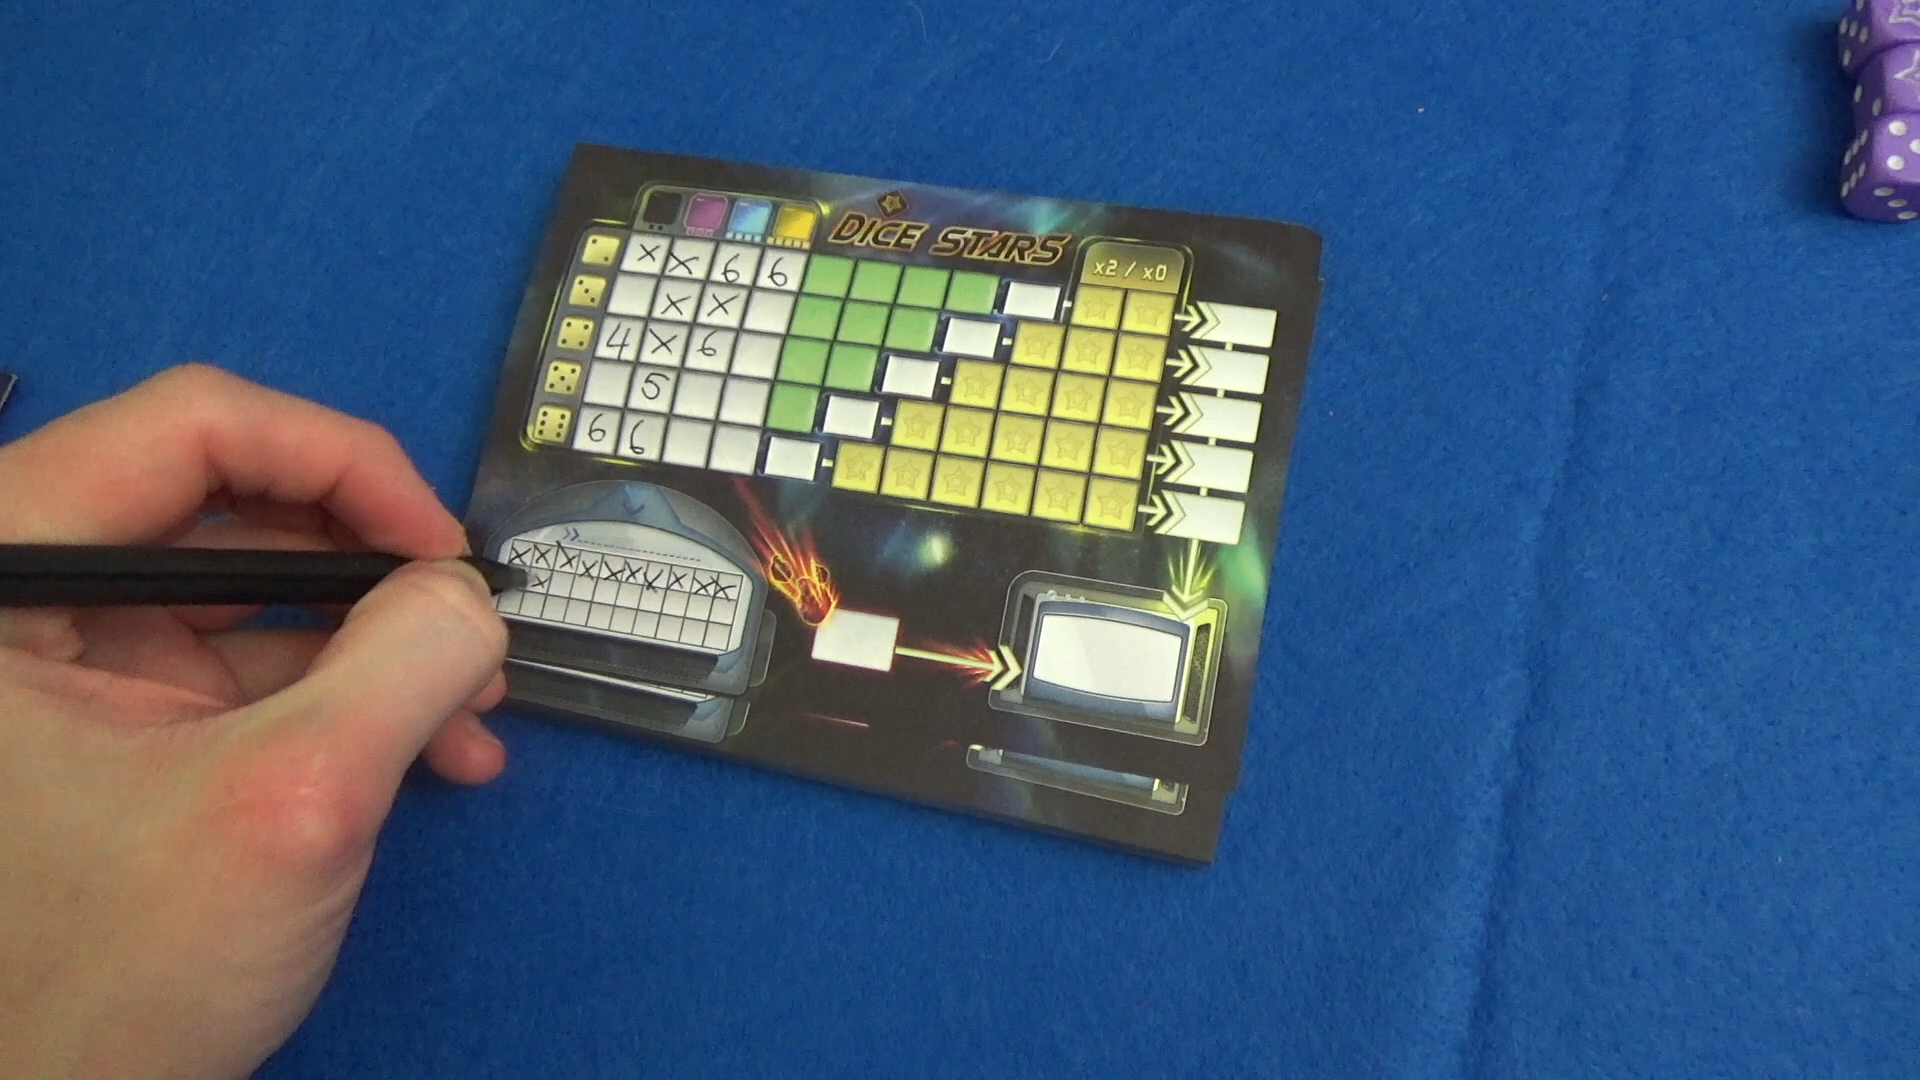 DICE STARS
x2 / x0
X X 6 6
X X
4 X 6
5
6 6
X X X X X X X X X X
X